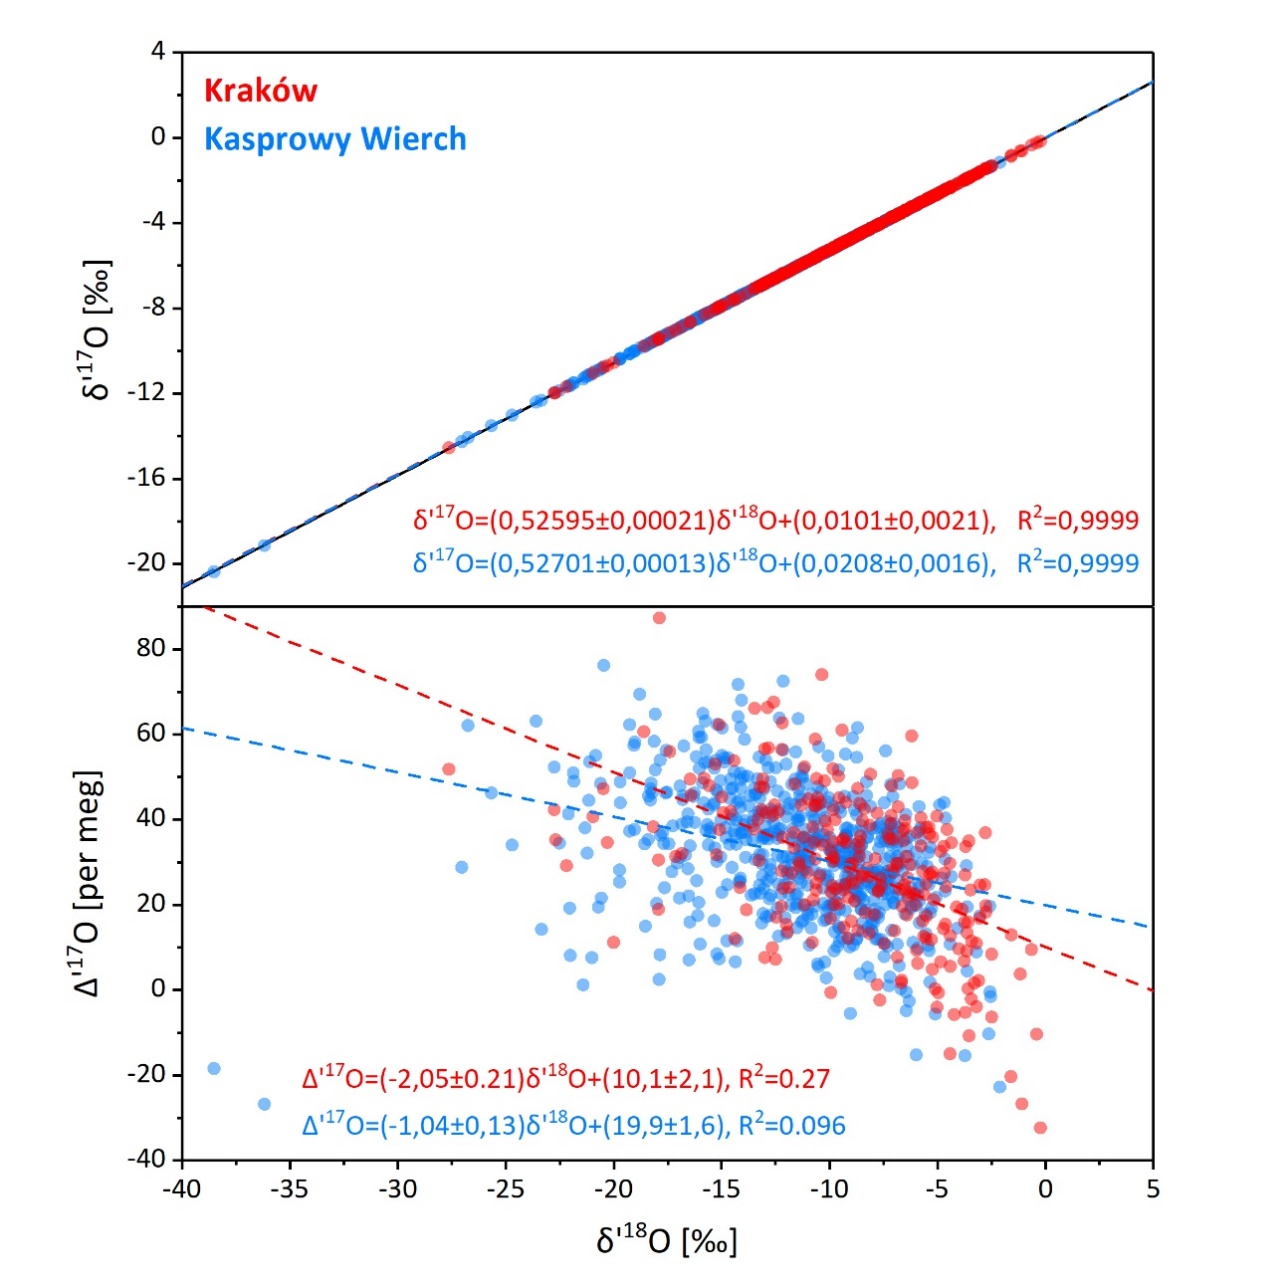 4
Kraków
Kasprowy Wierch
0
-4
-8
-12
-16
-20
δ'¹⁷O [‰]
δ'¹⁷O=(0,52595±0,00021)δ'¹⁸O+(0,0101±0,0021), R²=0,9999
δ'¹⁷O=(0,52701±0,00013)δ'¹⁸O+(0,0208±0,0016), R²=0,9999
80
60
40
20
0
-20
-40
Δ'¹⁷O [per meg]
Δ'¹⁷O=(-2,05±0.21)δ'¹⁸O+(10,1±2,1), R²=0.27
Δ'¹⁷O=(-1,04±0,13)δ'¹⁸O+(19,9±1,6), R²=0.096
-40 -35 -30 -25 -20 -15 -10 -5 0 5
δ'¹⁸O [‰]